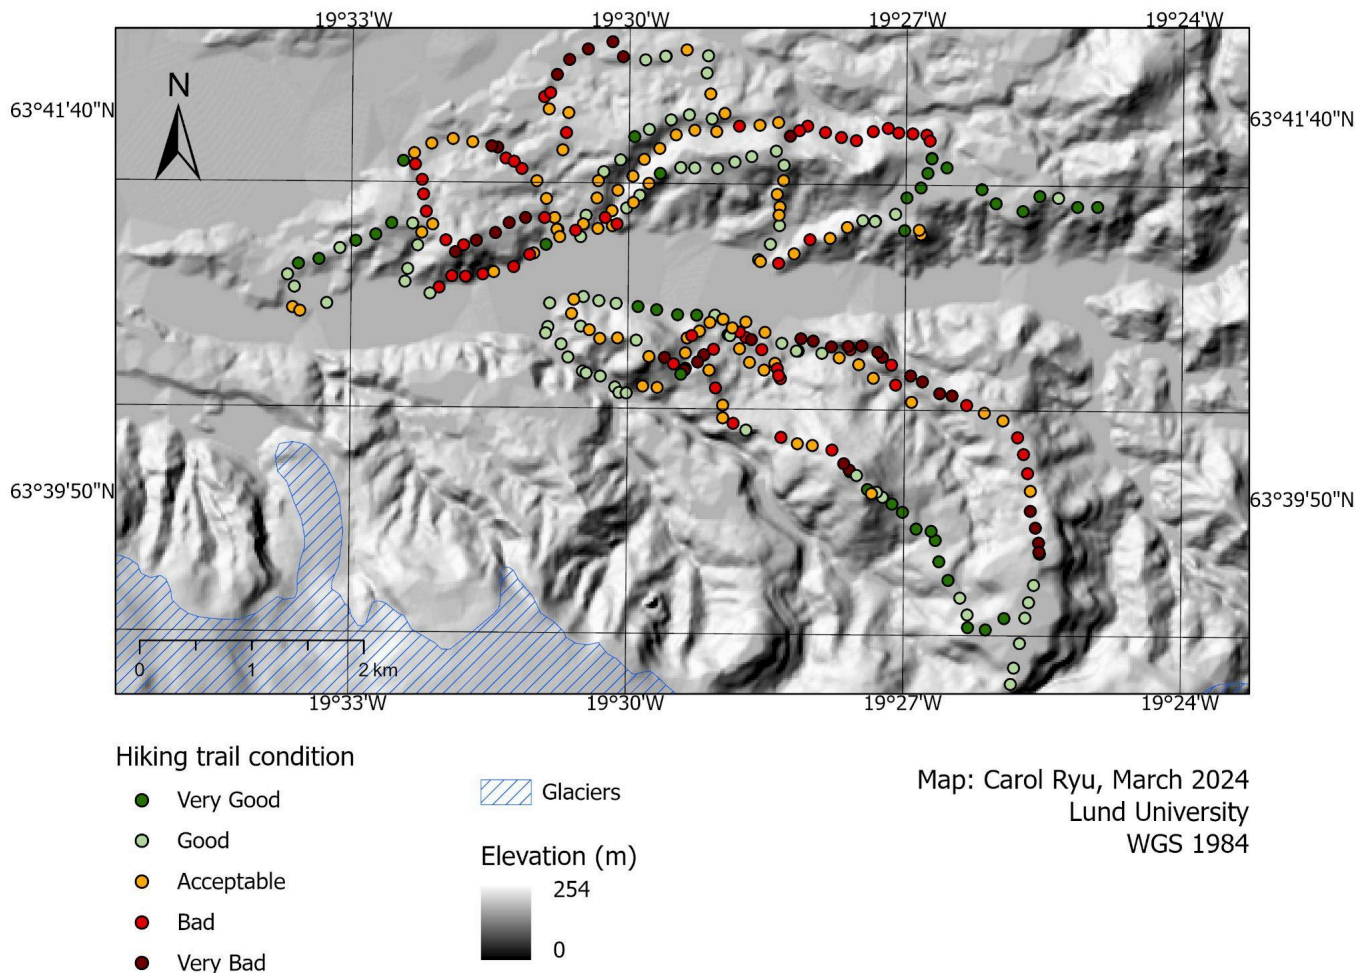 19°33'W 19°30'W 19°27'W 19°24'W
N
63°41'40"N 63°41'40"N
63°39'50"N 63°39'50"N
0 1 2 km
19°33'W 19°30'W 19°27'W 19°24'W
Hiking trail condition
Very Good
Good
Acceptable
Bad
Very Bad
Glaciers
Elevation (m)
254
0
Map: Carol Ryu, March 2024
Lund University
WGS 1984